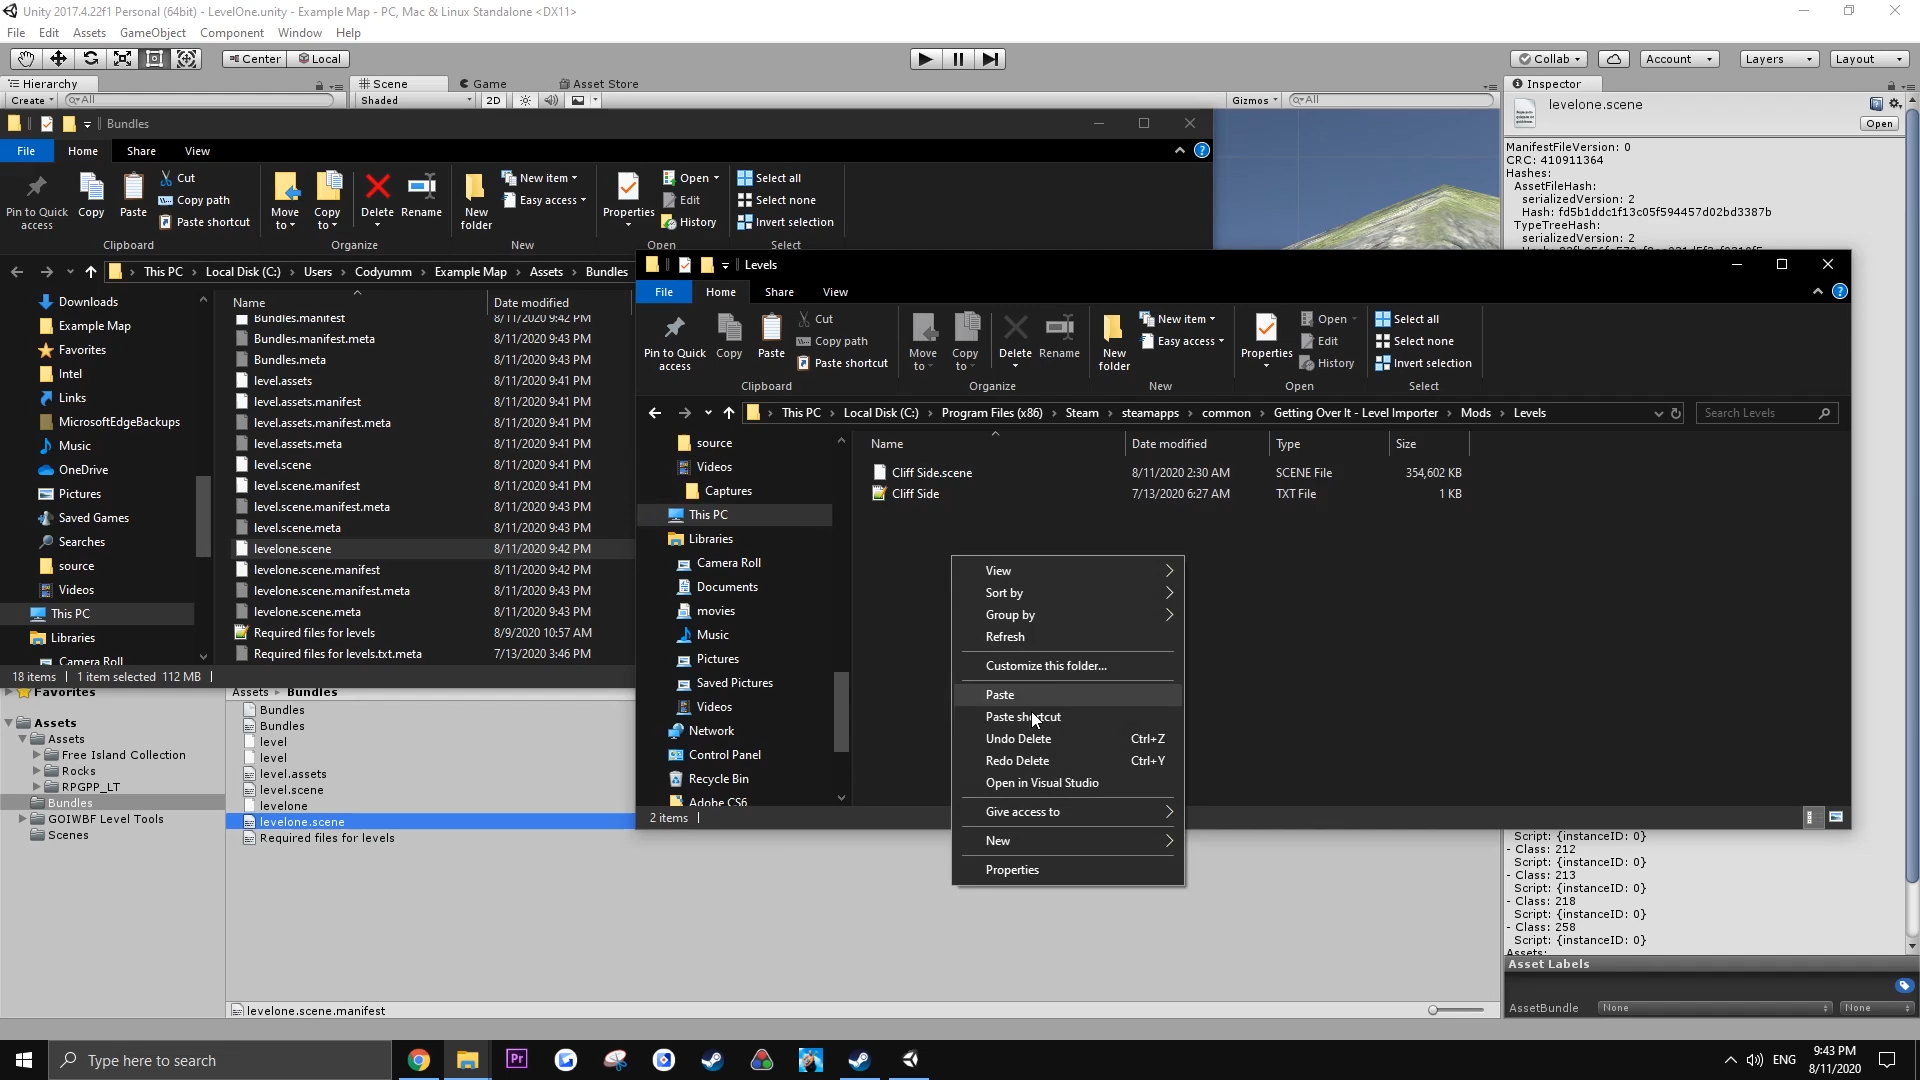 Unity 2017.4.22f1 Personal (64bit) - LevelOne.unity - Example Map - PC, Mac & Linux Standalone <DX11>
File Edit Assets GameObject Component Window Help
Center Local Collab Account Layers Layout
Hierarchy Scene Game Asset Store Inspector
Create All Shaded 2D Gizmos All
levelone.scene
Open
ManifestFileVersion: 0
CRC: 410911364
Hashes:
AssetFileHash:
serializedVersion: 2
Hash: fd5b1ddc1f13c05f594457d02bd3387b
TypeTreeHash:
serializedVersion: 2
Bundles
File Home Share View
Pin to Quick access
Copy
Paste
Cut
Copy path
Paste shortcut
Clipboard
Move to
Copy to
Delete
Rename
Organize
New folder
New item
Easy access
New
Properties
Open
Edit
History
Open
Select all
Select none
Invert selection
Select
This PC > Local Disk (C:) > Users > Codyumm > Example Map > Assets > Bundles
Downloads
Example Map
Favorites
Intel
Links
MicrosoftEdgeBackups
Music
OneDrive
Pictures
Saved Games
Searches
source
Videos
This PC
Libraries
Camera Roll
Name Date modified
Bundles.manifest 8/11/2020 9:42 PM
Bundles.manifest.meta 8/11/2020 9:43 PM
Bundles.meta 8/11/2020 9:43 PM
level.assets 8/11/2020 9:41 PM
level.assets.manifest 8/11/2020 9:41 PM
level.assets.manifest.meta 8/11/2020 9:43 PM
level.assets.meta 8/11/2020 9:43 PM
level.scene 8/11/2020 9:41 PM
level.scene.manifest 8/11/2020 9:41 PM
level.scene.manifest.meta 8/11/2020 9:43 PM
level.scene.meta 8/11/2020 9:43 PM
levelone.scene 8/11/2020 9:42 PM
levelone.scene.manifest 8/11/2020 9:42 PM
levelone.scene.manifest.meta 8/11/2020 9:43 PM
levelone.scene.meta 8/11/2020 9:43 PM
Required files for levels 8/9/2020 10:57 AM
Required files for levels.txt.meta 7/13/2020 3:46 PM
18 items 1 item selected 112 MB
Levels
File Home Share View
Pin to Quick access
Copy
Paste
Cut
Copy path
Paste shortcut
Clipboard
Move to
Copy to
Delete
Rename
Organize
New folder
New item
Easy access
New
Properties
Open
Edit
History
Open
Select all
Select none
Invert selection
Select
This PC > Local Disk (C:) > Program Files (x86) > Steam > steamapps > common > Getting Over It - Level Importer > Mods > Levels
Search Levels
source
Videos
Captures
This PC
Libraries
Camera Roll
Documents
movies
Music
Pictures
Saved Pictures
Videos
Network
Control Panel
Recycle Bin
Adobe CS6
Name Date modified Type Size
Cliff Side.scene 8/11/2020 2:30 AM SCENE File 354,602 KB
Cliff Side 7/13/2020 6:27 AM TXT File 1 KB
2 items
View
Sort by
Group by
Refresh
Customize this folder...
Paste
Paste shortcut
Undo Delete Ctrl+Z
Redo Delete Ctrl+Y
Open in Visual Studio
Give access to
New
Properties
Favorites
Assets
Assets
Free Island Collection
Rocks
RPGPP_LT
Bundles
GOIWBF Level Tools
Scenes
Assets > Bundles
Bundles
Bundles
level
level
level.assets
level.scene
levelone
levelone.scene
Required files for levels
levelone.scene.manifest
Script: {instanceID: 0}
- Class: 212
Script: {instanceID: 0}
- Class: 213
Script: {instanceID: 0}
- Class: 218
Script: {instanceID: 0}
- Class: 258
Script: {instanceID: 0}
Assets:
Asset Labels
AssetBundle None None
Type here to search
ENG
9:43 PM
8/11/2020